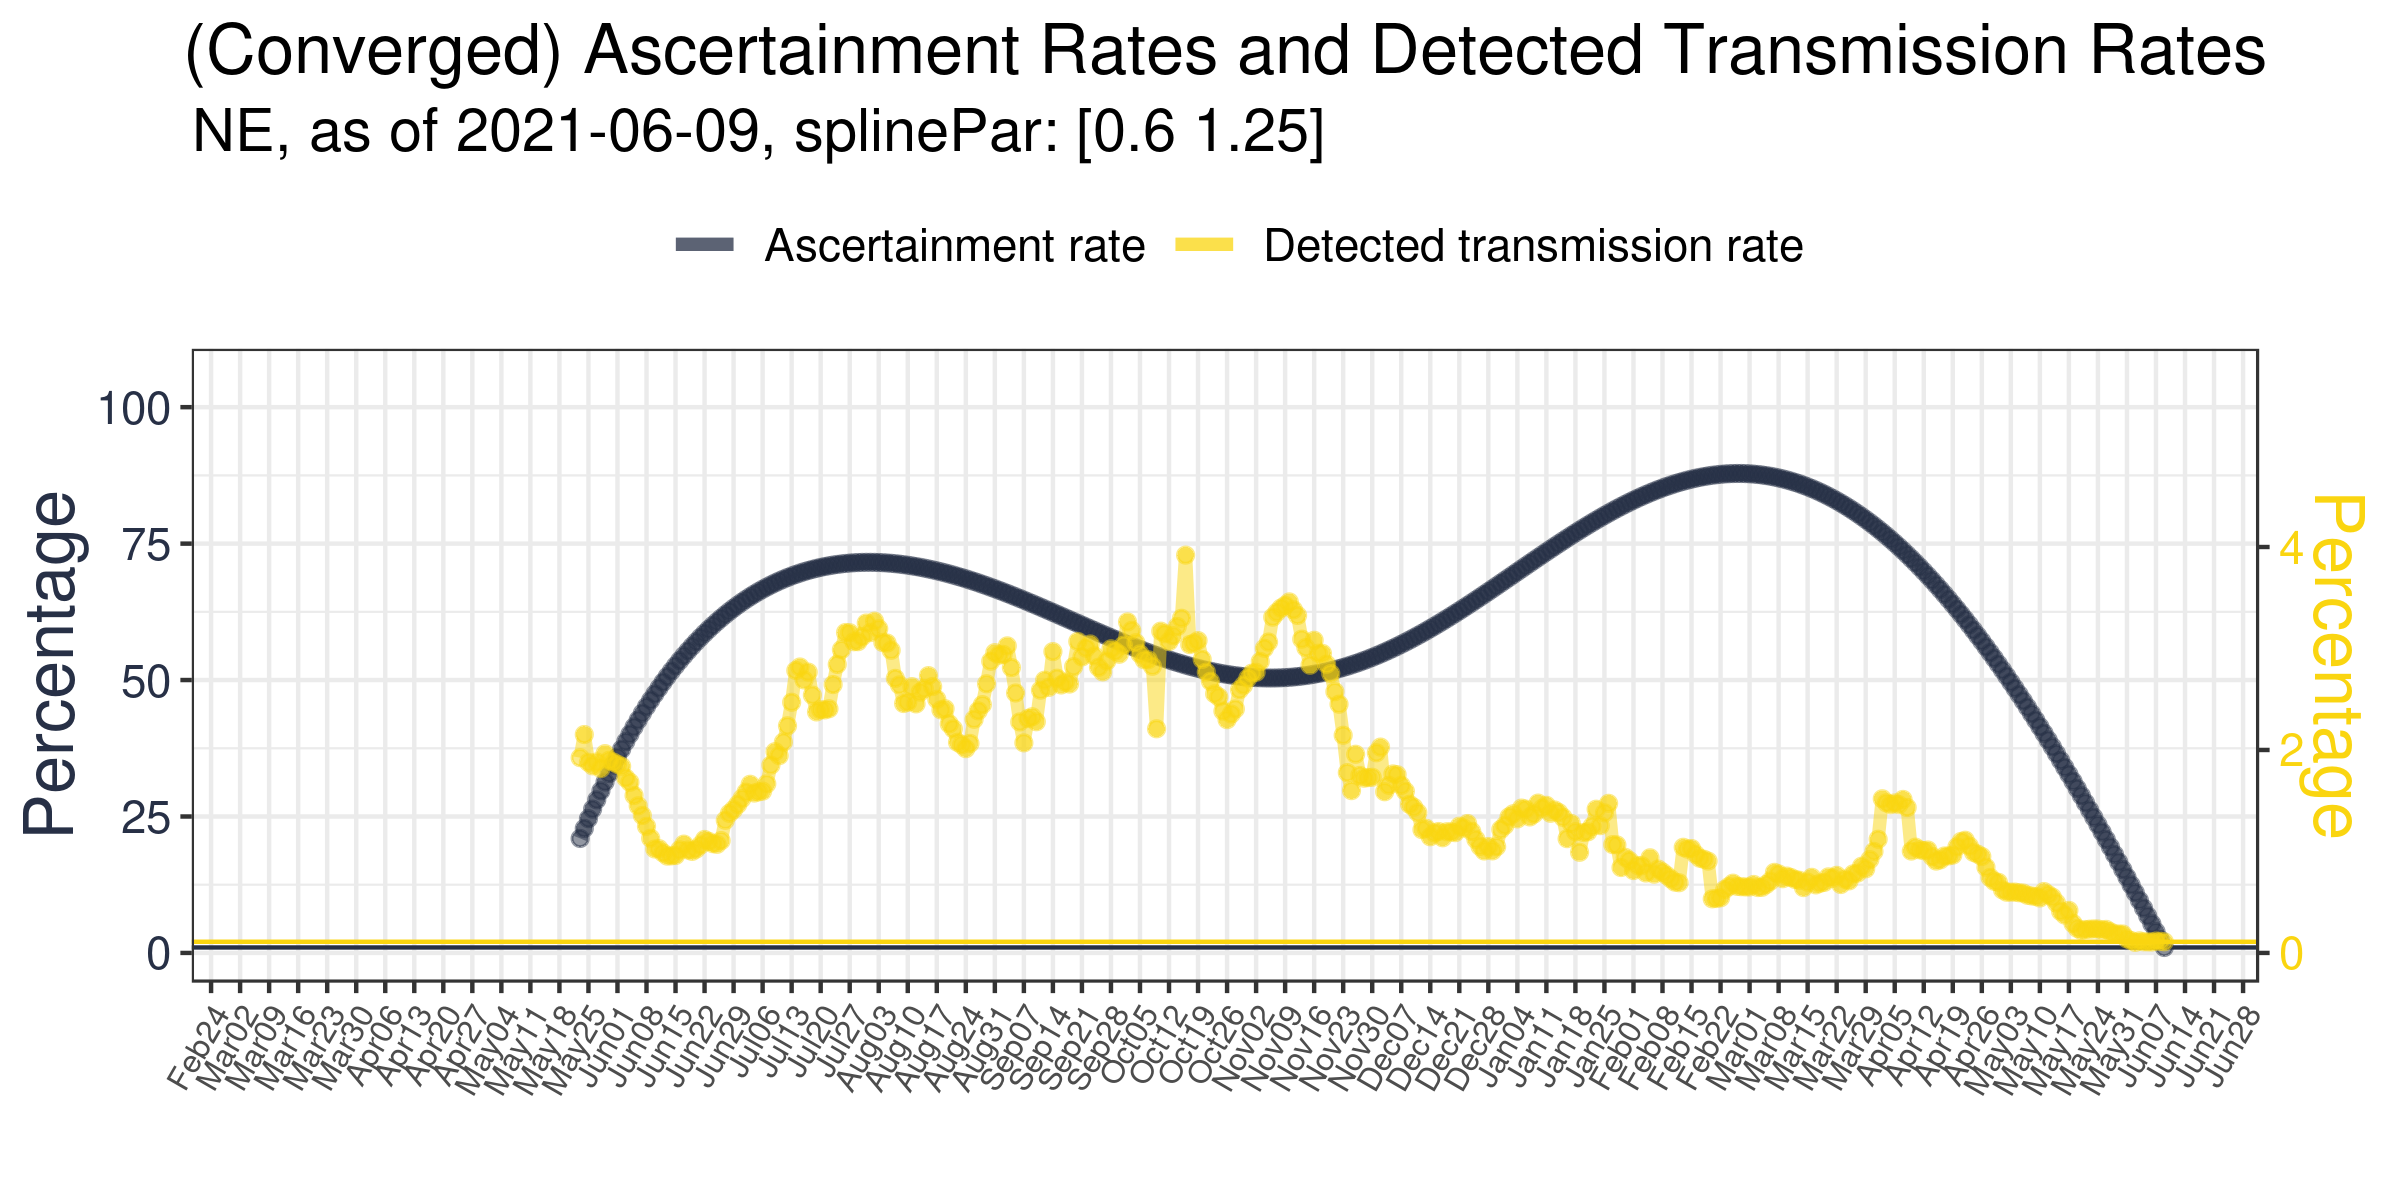 (Converged) Ascertainment Rates and Detected Transmission Rates
NE, as of 2021-06-09, splinePar: [0.6 1.25]
Ascertainment rate
Detected transmission rate
Percentage
100
75
50
25
0
4
2
0
Percentage
Feb24
Mar02
Mar09
Mar16
Mar23
Mar30
Apr06
Apr13
Apr20
Apr27
May04
May11
May18
May25
Jun01
Jun08
Jun15
Jun22
Jun29
Jul06
Jul13
Jul20
Jul27
Aug03
Aug10
Aug17
Aug24
Aug31
Sep07
Sep14
Sep21
Sep28
Oct05
Oct12
Oct19
Oct26
Nov02
Nov09
Nov16
Nov23
Nov30
Dec07
Dec14
Dec21
Dec28
Jan04
Jan11
Jan18
Jan25
Feb01
Feb08
Feb15
Feb22
Mar01
Mar08
Mar15
Mar22
Mar29
Apr05
Apr12
Apr19
Apr26
May03
May10
May17
May24
May31
Jun07
Jun14
Jun21
Jun28